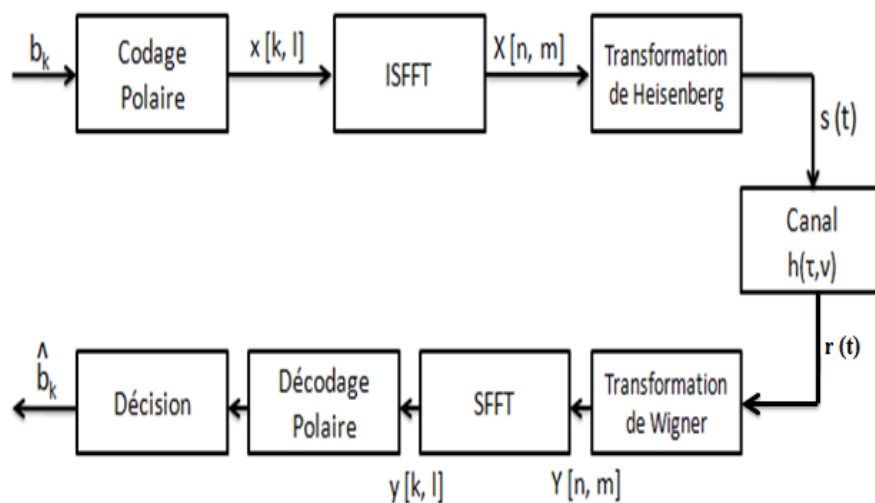 b_k
Codage
Polaire
x [k, l]
ISFFT
X [n, m]
Transformation
de Heisenberg
s (t)
Canal
h(τ,ν)
r (t)
Transformation
de Wigner
Y [n, m]
SFFT
y [k, l]
Décodage
Polaire
Décision
b̂_k